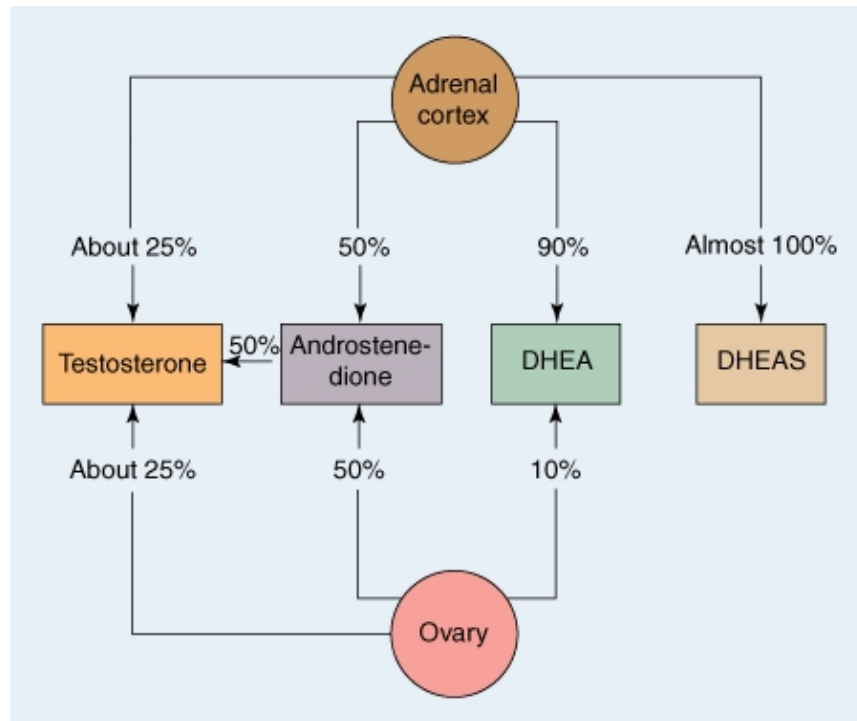 Adrenal
cortex
About 25%
50%
90%
Almost 100%
Testosterone
50%
Androstene-
dione
DHEA
DHEAS
About 25%
50%
10%
Ovary